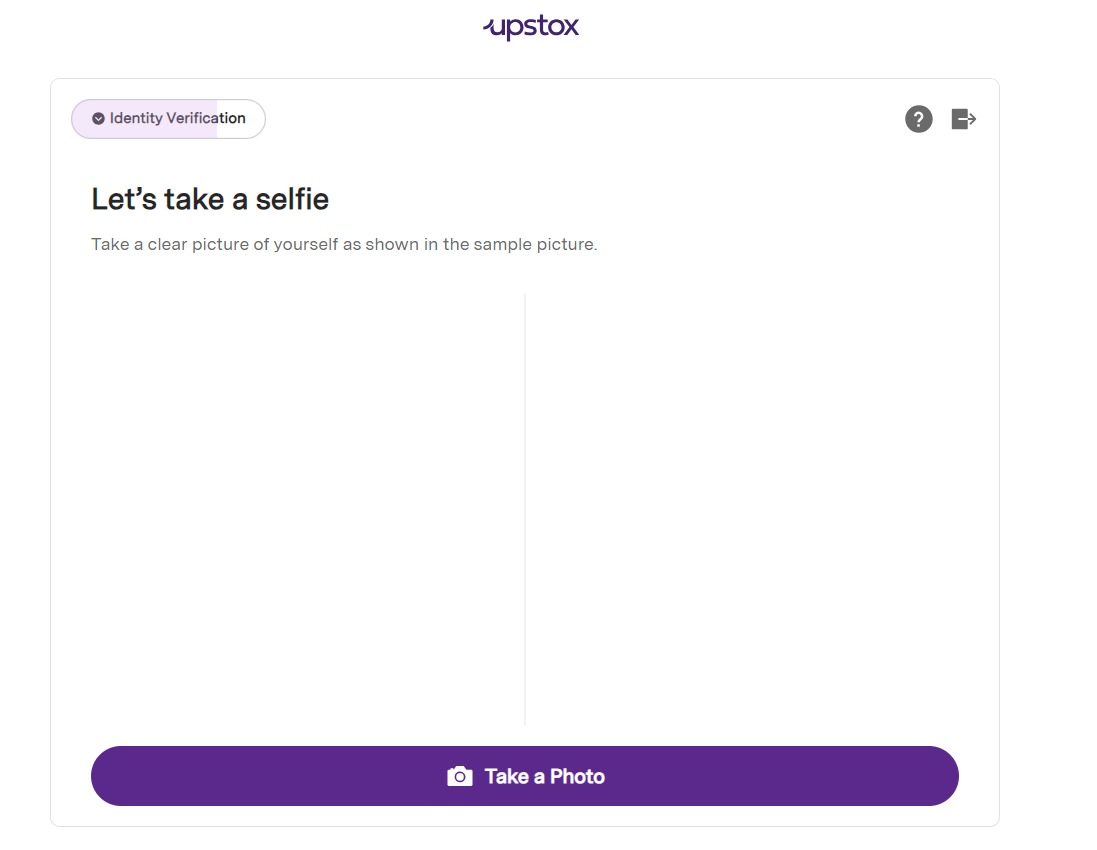 upstox
Identity Verification
?
Let’s take a selfie
Take a clear picture of yourself as shown in the sample picture.
Take a Photo